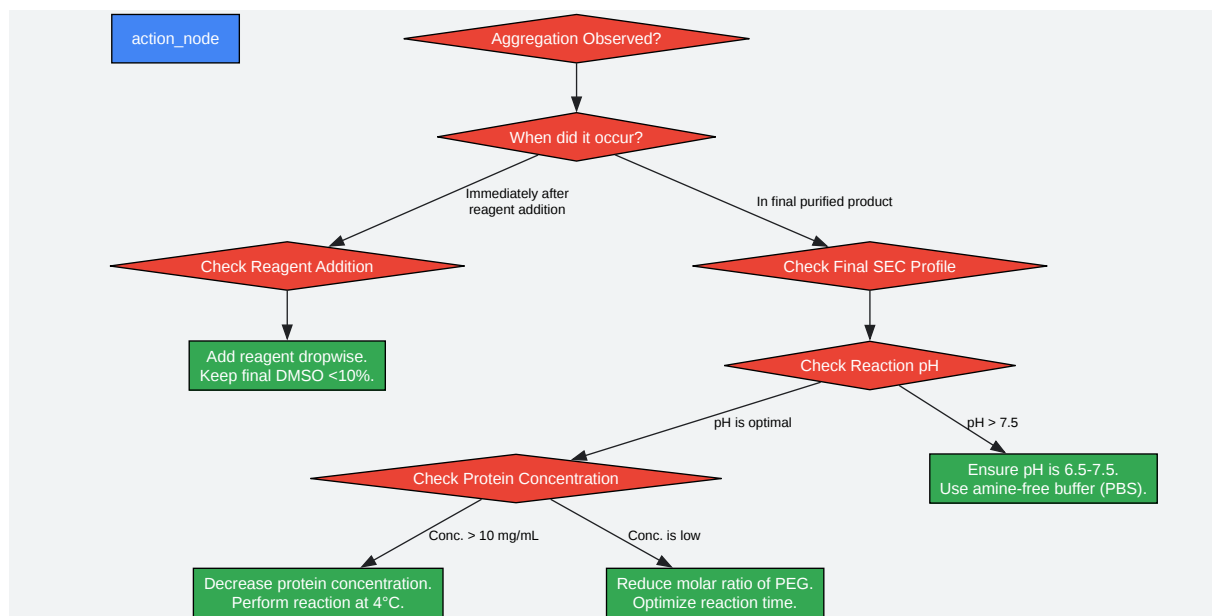 action_node
Aggregation Observed?
When did it occur?
Immediately after
reagent addition
In final purified product
Check Reagent Addition
Check Final SEC Profile
Add reagent dropwise.
Keep final DMSO <10%.
Check Reaction pH
pH is optimal
pH > 7.5
Check Protein Concentration
Ensure pH is 6.5-7.5.
Use amine-free buffer (PBS).
Conc. > 10 mg/mL
Conc. is low
Decrease protein concentration.
Perform reaction at 4°C.
Reduce molar ratio of PEG.
Optimize reaction time.